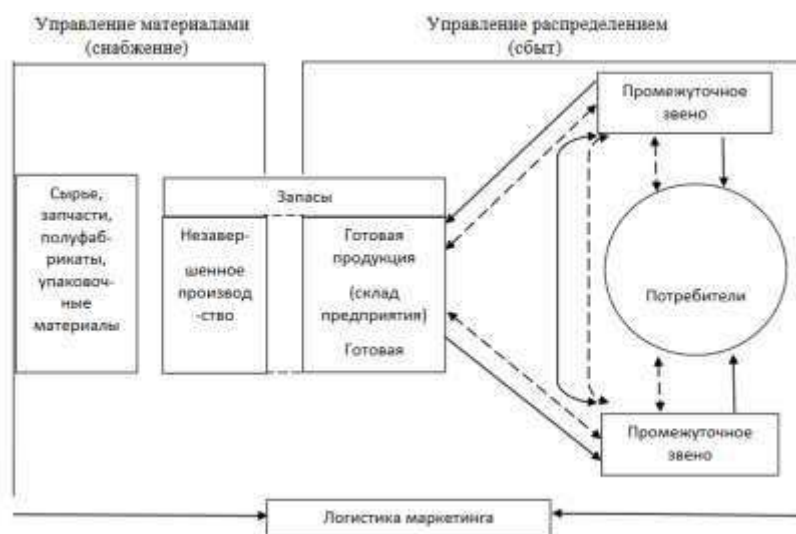 Управление материалами
(снабжение)
Управление распределением
(сбыт)
Промежуточное
звено
Сырье,
запчасти,
полуфаб-
рикаты,
упаковоч-
ные
материалы
Запасы
Незавер-
шенное
производ
-ство
Готовая
продукция
(склад
предприятия)
Готовая
Потребители
Промежуточное
звено
Логистика маркетинга